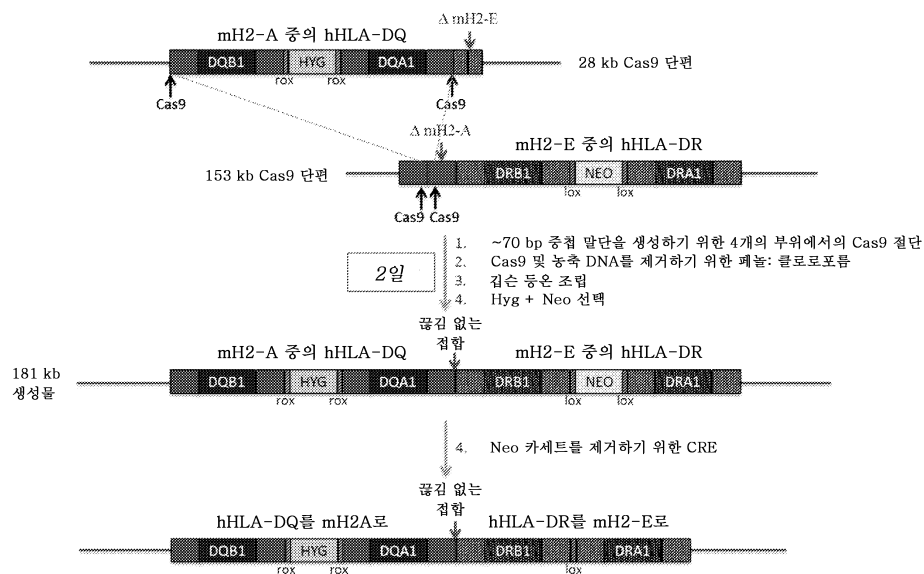 Δ mH2-E
mH2-A 중의 hHLA-DQ
DQB1 HYG DQA1
rox rox
28 kb Cas9 단편
Cas9 Cas9
Δ mH2-A
mH2-E 중의 hHLA-DR
153 kb Cas9 단편
DRB1 NEO DRA1
lox lox
Cas9 Cas9
2일
1. ~70 bp 중첩 말단을 생성하기 위한 4개의 부위에서의 Cas9 절단
2. Cas9 및 농축 DNA를 제거하기 위한 페놀: 클로로포름
3. 깁슨 등온 조립
4. Hyg + Neo 선택
끊김 없는
접합
mH2-A 중의 hHLA-DQ mH2-E 중의 hHLA-DR
181 kb
생성물
DQB1 HYG DQA1 DRB1 NEO DRA1
rox rox lox lox
4. Neo 카세트를 제거하기 위한 CRE
끊김 없는
접합
hHLA-DQ를 mH2A로 hHLA-DR를 mH2-E로
DQB1 HYG DQA1 DRB1 DRA1
rox rox lox